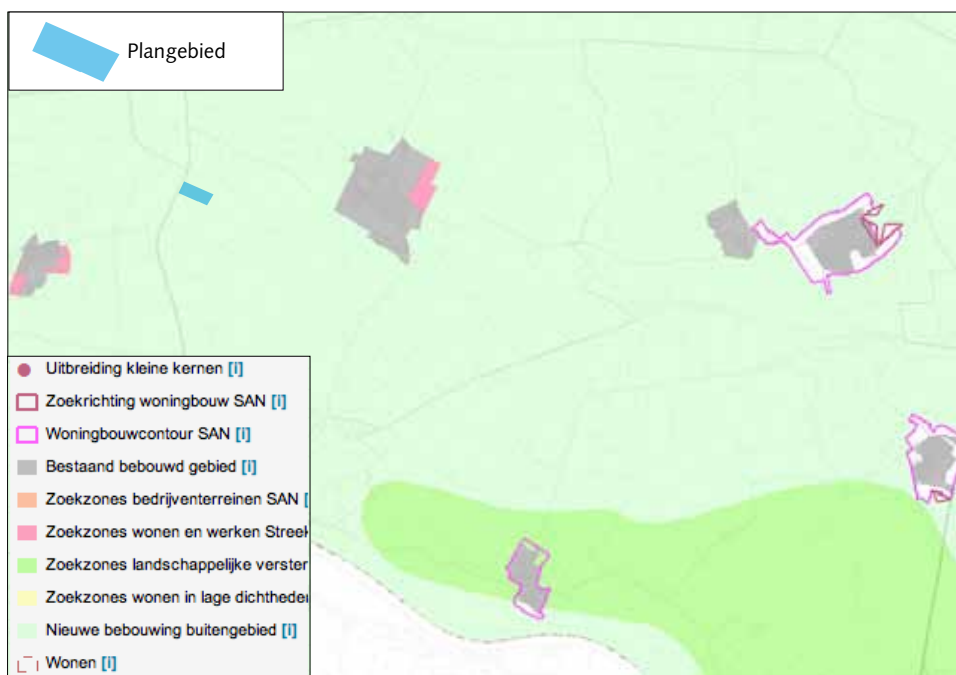 Plangebied
Uitbreiding kleine kernen [i]
Zoekrichting woningbouw SAN [i]
Woningbouwcontour SAN [i]
Bestaand bebouwd gebied [i]
Zoekzones bedrijventerreinen SAN [
Zoekzones wonen en werken Streek
Zoekzones landschappelijke verster
Zoekzones wonen in lage dichtheder
Nieuwe bebouwing buitengebied [i]
Wonen [i]